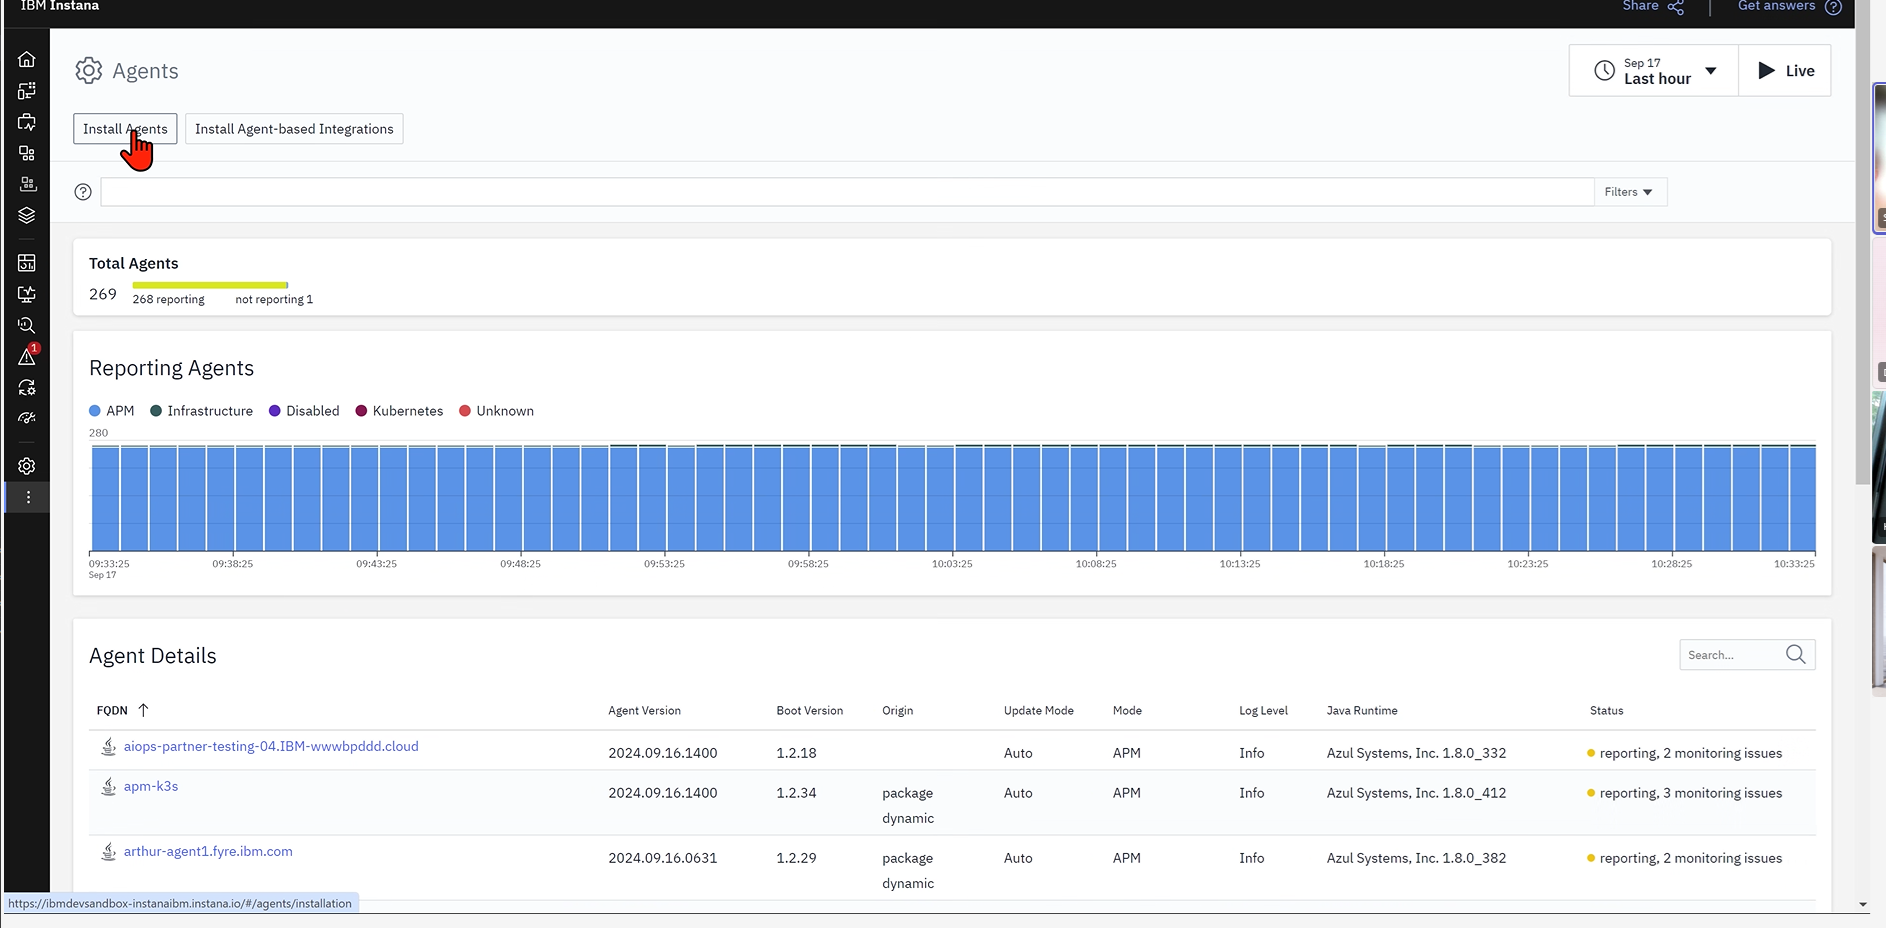 IBM Instana
Share
Get answers
Agents
Sep 17
Last hour
Live
Install Agents
Install Agent-based Integrations
Filters
Total Agents
269
268 reporting
not reporting 1
1
Reporting Agents
APM
Infrastructure
Disabled
Kubernetes
Unknown
280
09:33:25
Sep 17
09:38:25
09:43:25
09:48:25
09:53:25
09:58:25
10:03:25
10:08:25
10:13:25
10:18:25
10:23:25
10:28:25
10:33:25
Agent Details
Search...
FQDN Agent Version Boot Version Origin Update Mode Mode Log Level Java Runtime Status
aiops-partner-testing-04.IBM-wwwbpddd.cloud 2024.09.16.1400 1.2.18 Auto APM Info Azul Systems, Inc. 1.8.0_332 reporting, 2 monitoring issues
apm-k3s 2024.09.16.1400 1.2.34 package Auto APM Info Azul Systems, Inc. 1.8.0_412 reporting, 3 monitoring issues
dynamic
arthur-agent1.fyre.ibm.com 2024.09.16.0631 1.2.29 package Auto APM Info Azul Systems, Inc. 1.8.0_382 reporting, 2 monitoring issues
dynamic
https://ibmdevsandbox-instanaibm.instana.io/#/agents/installation